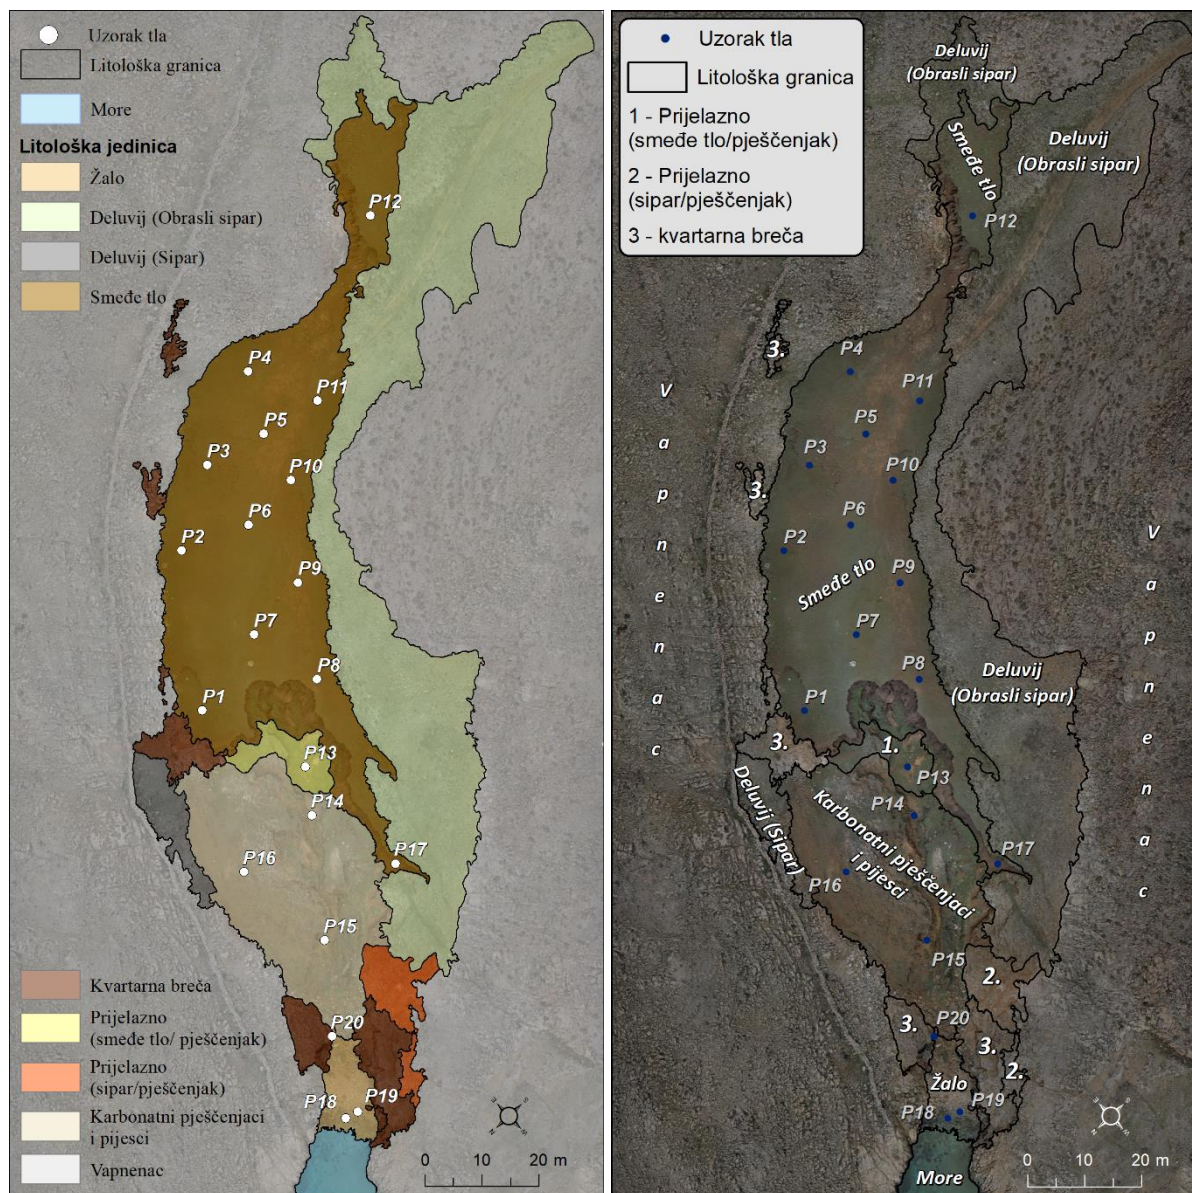 Uzorak tla
Litološka granica
More
Litološka jedinica
Žalo
Deluvij (Obrasli sipar)
Deluvij (Sipar)
Smeđe tlo
P12
P4
P11
P5
P3
P10
P6
P2
P9
P7
P8
P1
P13
P14
P17
P16
P15
P20
P19
P18
Kvartarna breča
Prijelazno
(smeđe tlo/ pješčenjak)
Prijelazno
(sipar/pješčenjak)
Karbonatni pješčenjaci
i pijesci
Vapnenac
0 20 m
Uzorak tla
Litološka granica
1 - Prijelazno
(smeđe tlo/pješčenjak)
2 - Prijelazno
(sipar/pješčenjak)
3 - kvartarna breča
Deluvij
(Obrasli sipar)
Smeđe tlo
Deluvij
(Obrasli sipar)
P12
3.
P4
P11
P5
P3
P10
3.
P6
P2
P9
Smeđe tlo
P7
P8
Deluvij
(Obrasli sipar)
P1
3.
1.
P13
Deluvij (Sipar)
P14
Karbonatni pješčenjaci
i pijesci
P17
P16
P15
2.
P20
3.
3.
2.
Žalo
P19
P18
More
Vapnenac
Vapnenac
0 20 m